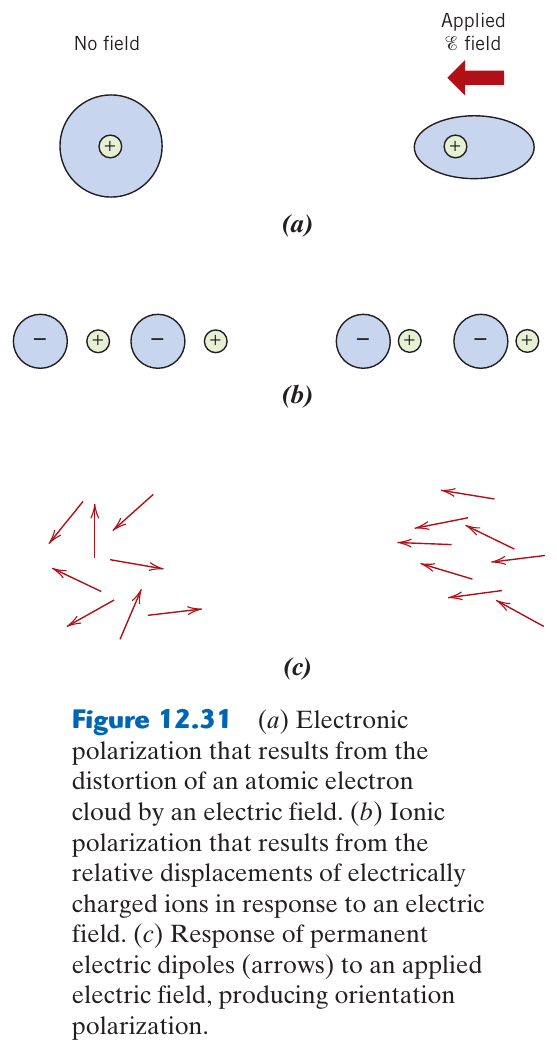 No field
Applied
ℰ field
+
+
(a)
− + − +
− + − +
(b)
(c)
Figure 12.31 (a) Electronic
polarization that results from the
distortion of an atomic electron
cloud by an electric field. (b) Ionic
polarization that results from the
relative displacements of electrically
charged ions in response to an electric
field. (c) Response of permanent
electric dipoles (arrows) to an applied
electric field, producing orientation
polarization.